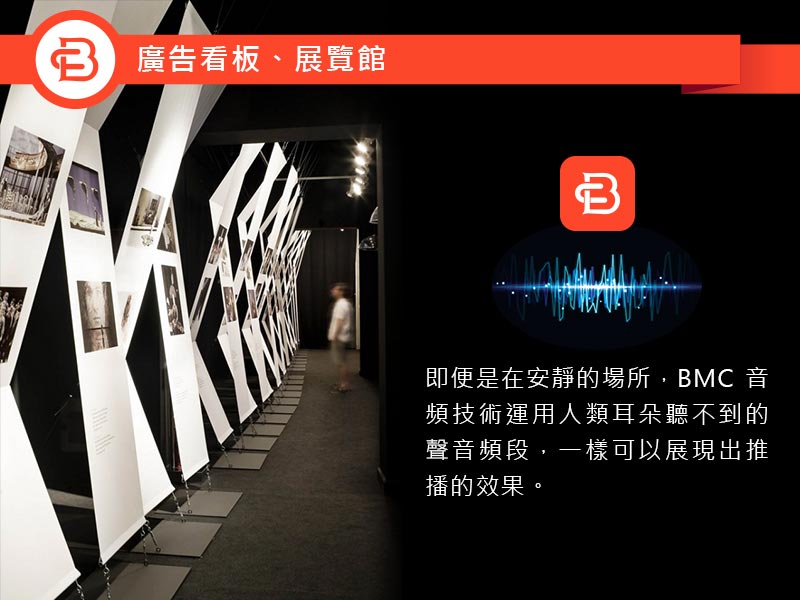 廣告看板、展覽館
即便是在安靜的場所，BMC 音
頻技術運用人類耳朵聽不到的
聲音頻段，一樣可以展現出推
播的效果。